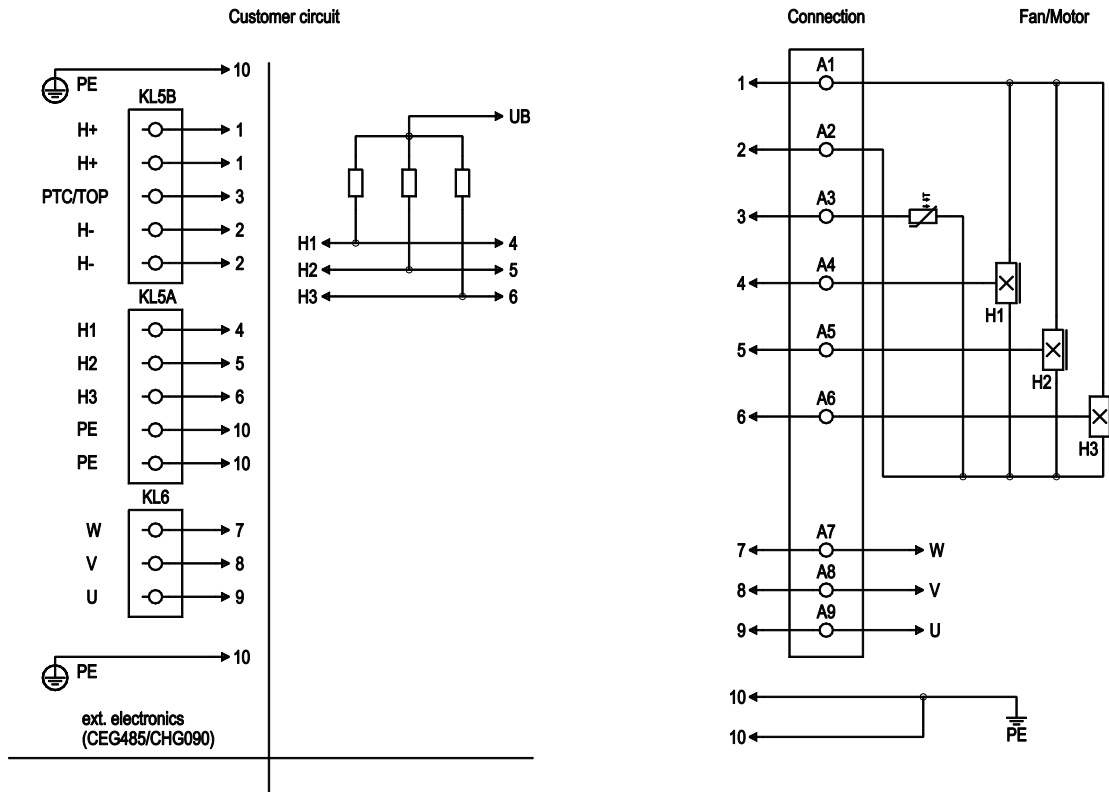 Customer circuit
Connection
Fan/Motor
PE
10
KL5B
H+ 1
H+ 1
PTC/TOP 3
H- 2
H- 2
KL5A
H1 4
H2 5
H3 6
PE 10
PE 10
KL6
W 7
V 8
U 9
PE
10
ext. electronics
(CEG485/CHG090)
UB
H1 4
H2 5
H3 6
1 A1
2 A2
3 A3
T
4 A4
H1
5 A5
H2
6 A6
H3
7 A7 W
8 A8 V
9 A9 U
10
10
PE